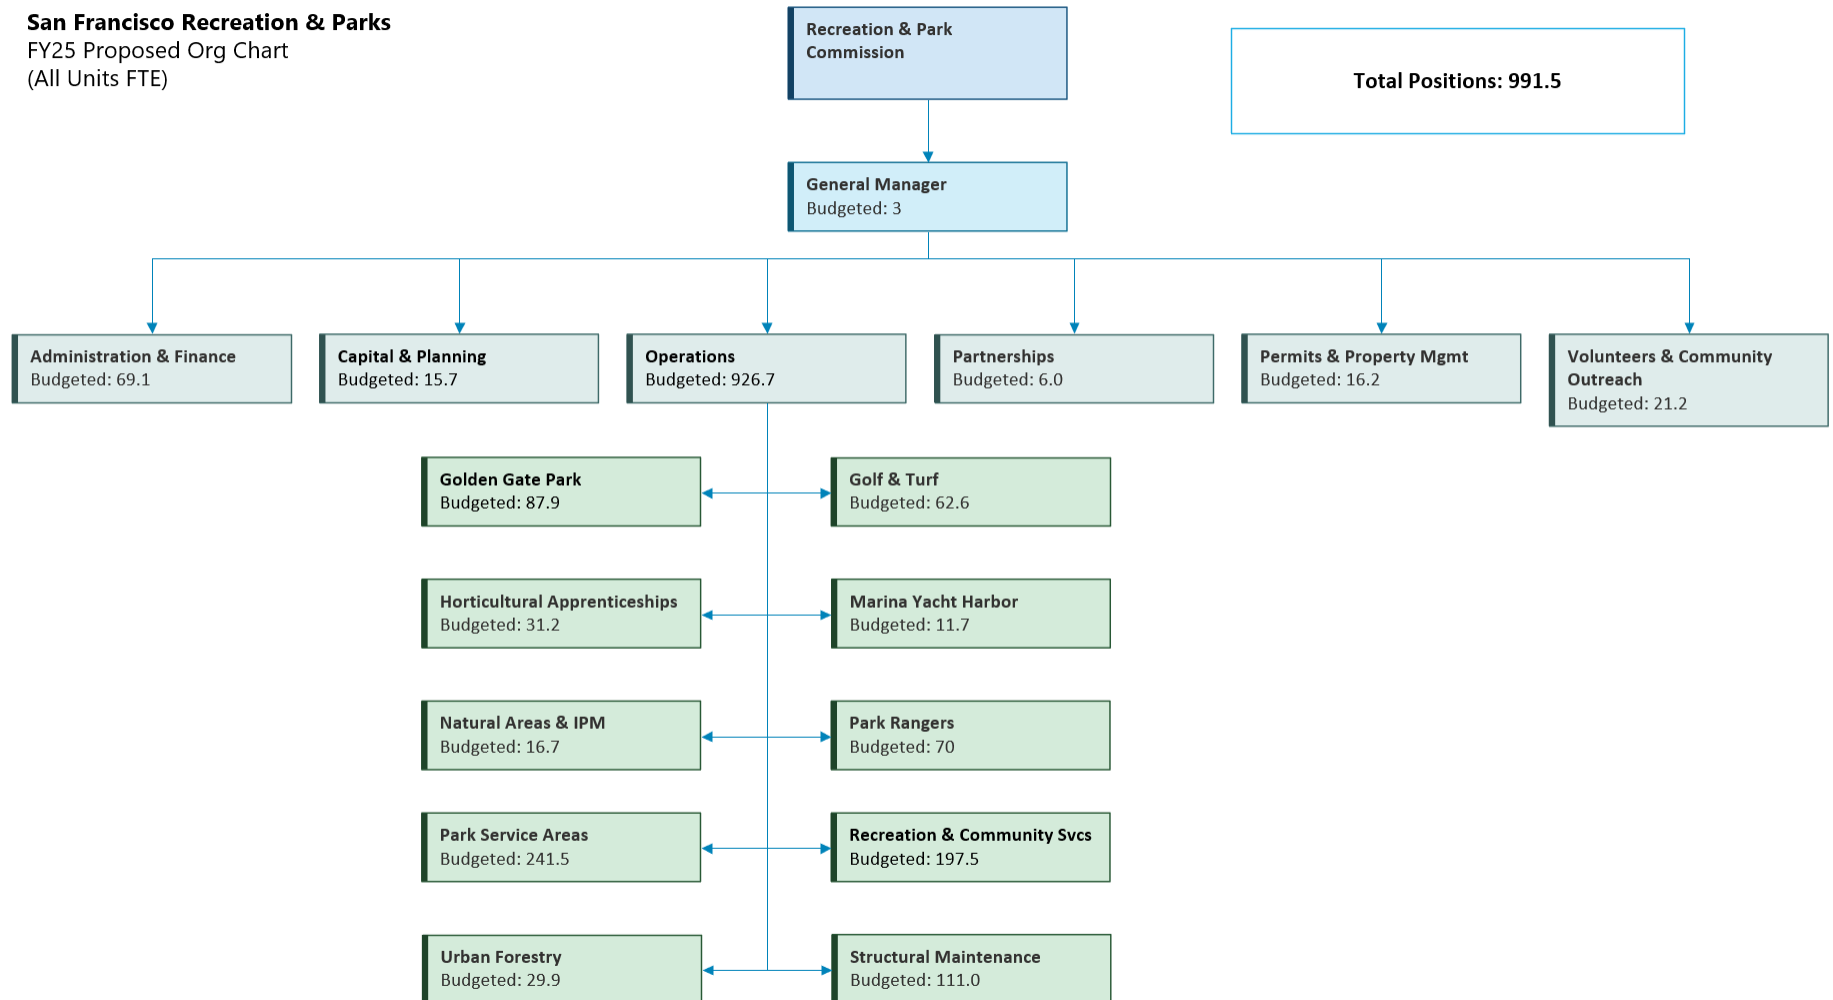 San Francisco Recreation & Parks
FY25 Proposed Org Chart
(All Units FTE)
Recreation & Park
Commission
Total Positions: 991.5
General Manager
Budgeted: 3
Administration & Finance
Budgeted: 69.1
Capital & Planning
Budgeted: 15.7
Operations
Budgeted: 926.7
Partnerships
Budgeted: 6.0
Permits & Property Mgmt
Budgeted: 16.2
Volunteers & Community
Outreach
Budgeted: 21.2
Golden Gate Park
Budgeted: 87.9
Golf & Turf
Budgeted: 62.6
Horticultural Apprenticeships
Budgeted: 31.2
Marina Yacht Harbor
Budgeted: 11.7
Natural Areas & IPM
Budgeted: 16.7
Park Rangers
Budgeted: 70
Park Service Areas
Budgeted: 241.5
Recreation & Community Svcs
Budgeted: 197.5
Urban Forestry
Budgeted: 29.9
Structural Maintenance
Budgeted: 111.0